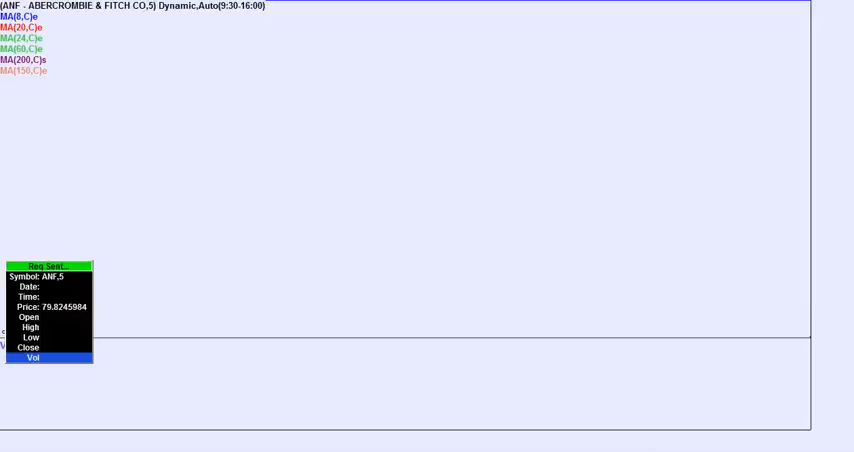 (ANF - ABERCROMBIE & FITCH CO,5) Dynamic,Auto(9:30-16:00)
MA(8,C)e
MA(20,C)e
MA(24,C)e
MA(60,C)e
MA(200,C)s
MA(150,C)e
Req Sent...
Symbol: ANF,5
Date:
Time:
Price: 79.8245984
Open
High
Low
Close
Vol